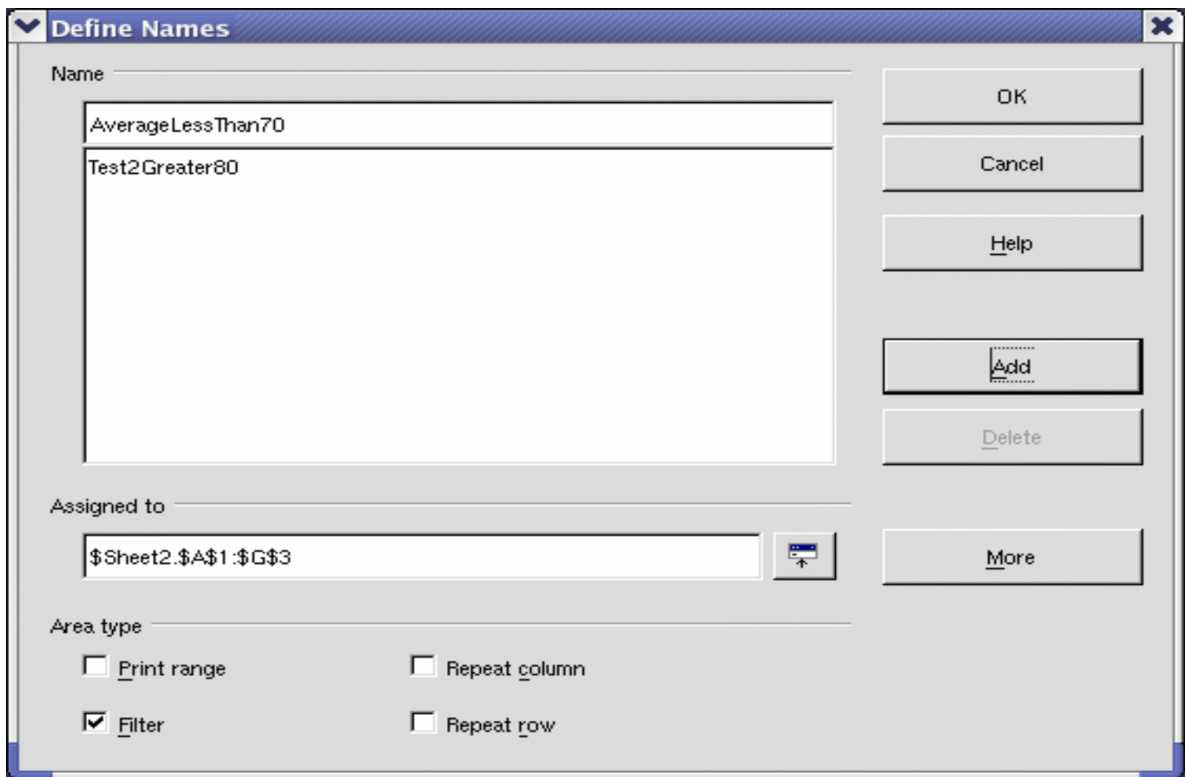 Define Names
Name
AverageLessThan70
Test2Greater80
OK
Cancel
Help
Add
Delete
Assigned to
$Sheet2.$A$1:$G$3
More
Area type
Print range
Repeat column
Filter
Repeat row